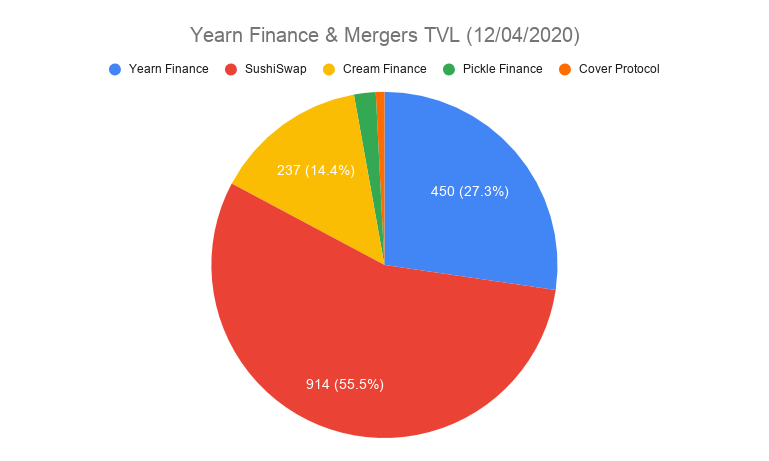 Yearn Finance & Mergers TVL (12/04/2020)
Yearn Finance SushiSwap Cream Finance Pickle Finance Cover Protocol
237 (14.4%)
450 (27.3%)
914 (55.5%)